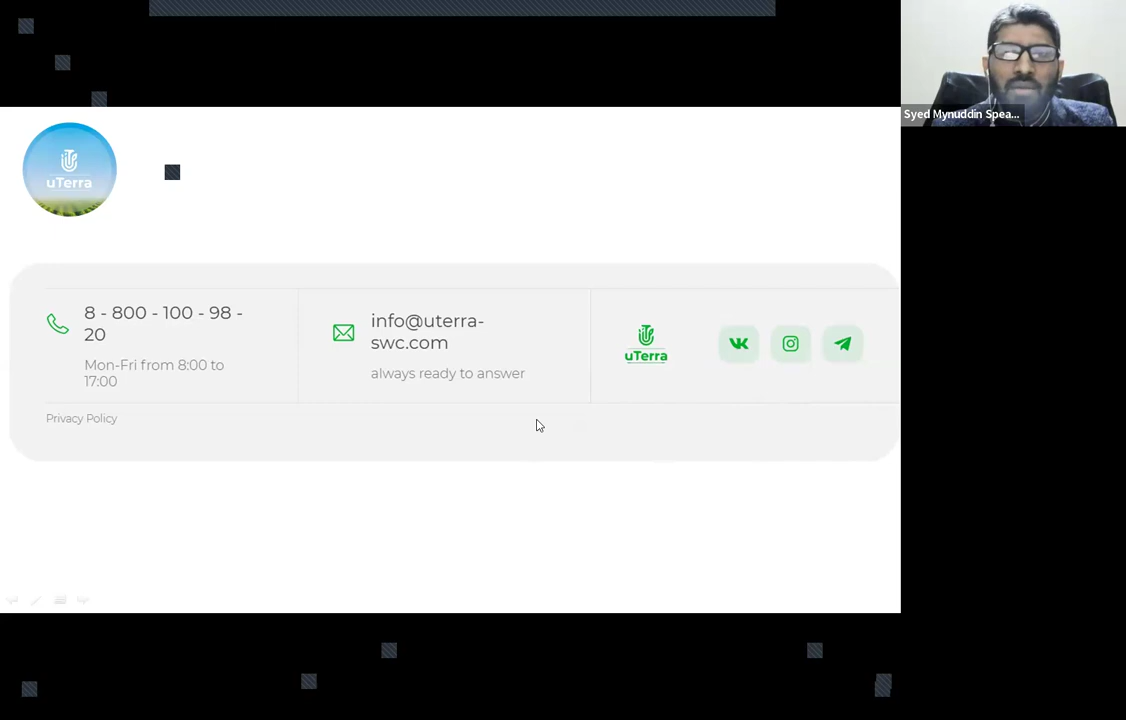 Syed Mynuddin Spea...
uTerra
8 - 800 - 100 - 98 -
20
Mon-Fri from 8:00 to
17:00
info@uterra-
swc.com
always ready to answer
uTerra
Privacy Policy